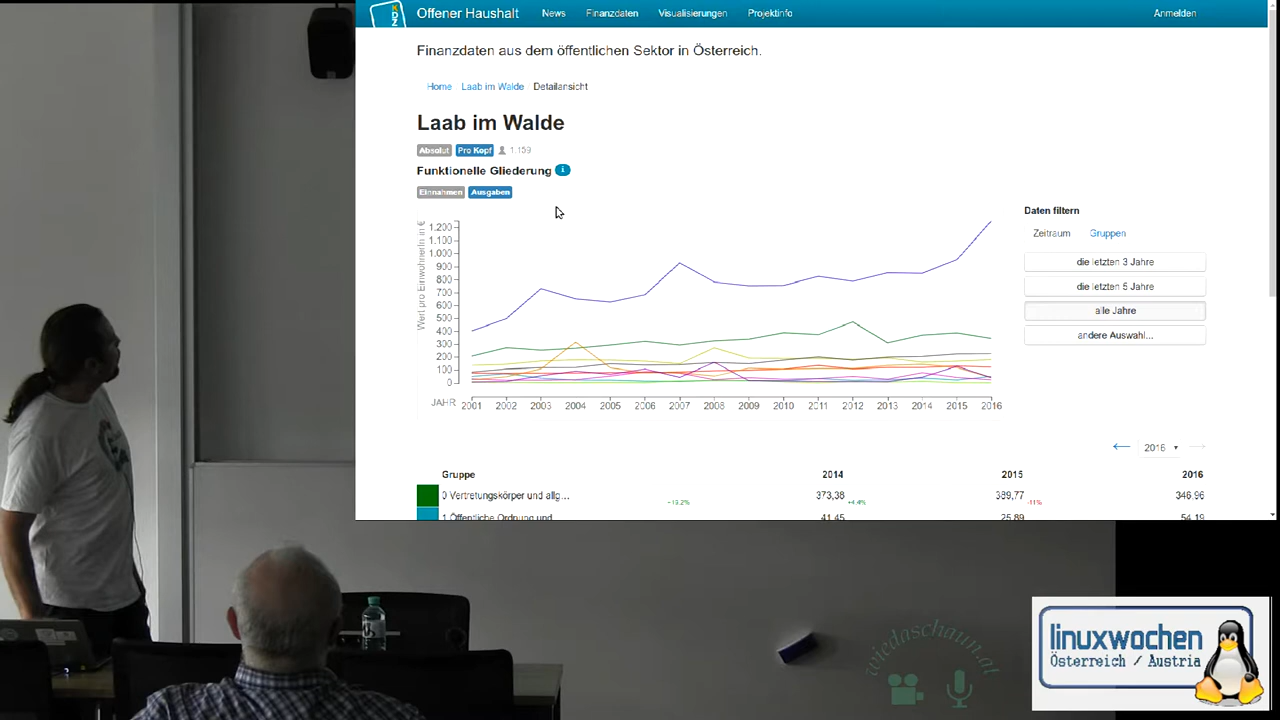 KDZ
Offener Haushalt News Finanzdaten Visualisierungen Projektinfo Anmelden
Finanzdaten aus dem öffentlichen Sektor in Österreich.
Home Laab im Walde Detailansicht
Laab im Walde
Absolut Pro Kopf 1.159
Funktionelle Gliederung i
Einnahmen Ausgaben
Daten filtern
Zeitraum Gruppen
die letzten 3 Jahre
die letzten 5 Jahre
alle Jahre
andere Auswahl...
Wert pro EinwohnerIn in €
1.200
1.100
1.000
900
800
700
600
500
400
300
200
100
0
JAHR 2001 2002 2003 2004 2005 2006 2007 2008 2009 2010 2011 2012 2013 2014 2015 2016
← 2016 ▾ →
Gruppe 2014 2015 2016
0 Vertretungskörper und allg... 373,38 +4,4% 389,77 -11% 346,96
1 Öffentliche Ordnung und 41,45 25,89 54,19
wiedaschaun.at
linuxwochen
Österreich / Austria